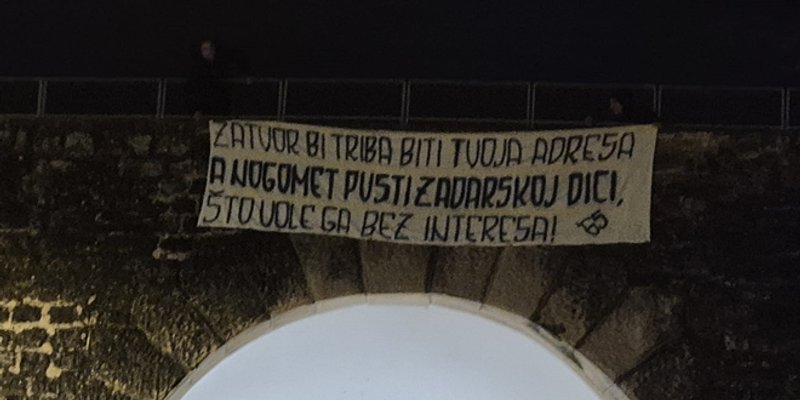 ZATVOR BI TRIBA BITI TVOJA ADRESA
A NOGOMET PUSTI ZADARSKOJ DICI,
ŠTO VOLE GA BEZ INTERESA!